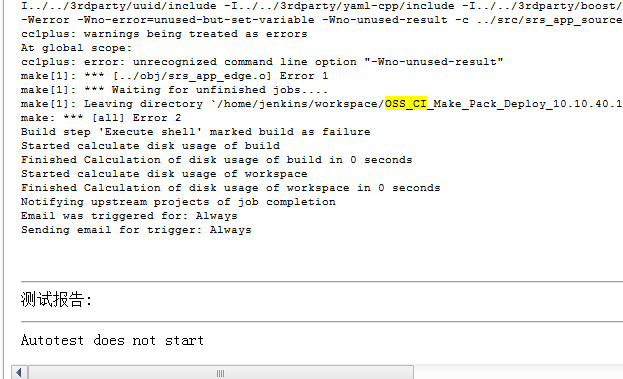 I../../3rdparty/uuid/include -I../../3rdparty/yaml-cpp/include -I../../3rdparty/boost/
-Werror -Wno-error=unused-but-set-variable -Wno-unused-result -c ../src/srs_app_source
cc1plus: warnings being treated as errors
At global scope:
cc1plus: error: unrecognized command line option "-Wno-unused-result"
make[1]: *** [../obj/srs_app_edge.o] Error 1
make[1]: *** Waiting for unfinished jobs....
make[1]: Leaving directory `/home/jenkins/workspace/OSS_CI_Make_Pack_Deploy_10.10.40.1
make: *** [all] Error 2
Build step 'Execute shell' marked build as failure
Started calculate disk usage of build
Finished Calculation of disk usage of build in 0 seconds
Started calculate disk usage of workspace
Finished Calculation of disk usage of workspace in 0 seconds
Notifying upstream projects of job completion
Email was triggered for: Always
Sending email for trigger: Always
测试报告:
Autotest does not start